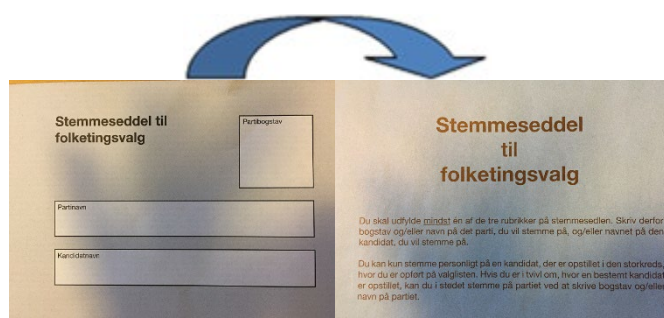 Stemmeseddel til
folketingsvalg
Partibogstav
Partinavn
Kandidatnavn
Stemmeseddel
til
folketingsvalg
Du skal udfylde mindst én af de tre rubrikker på stemmesedlen. Skriv derfor
bogstav og/eller navn på det parti, du vil stemme på, og/eller navnet på den
kandidat, du vil stemme på.
Du kan kun stemme personligt på en kandidat, der er opstillet i den storkreds,
hvor du er opført på valglisten. Hvis du er i tvivl om, hvor en bestemt kandidat
er opstillet, kan du i stedet stemme på partiet ved at skrive bogstav og/eller
navn på partiet.